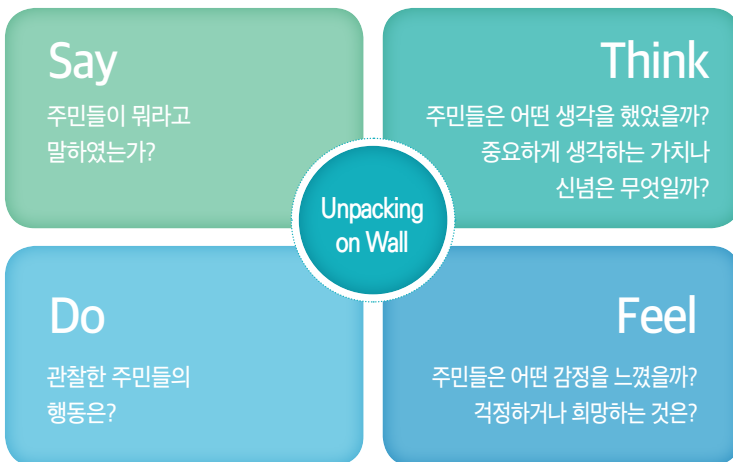 Say
주민들이 뭐라고
말하였는가?
Think
주민들은 어떤 생각을 했었을까?
중요하게 생각하는 가치나
신념은 무엇일까?
Unpacking
on Wall
Do
관찰한 주민들의
행동은?
Feel
주민들은 어떤 감정을 느꼈을까?
걱정하거나 희망하는 것은?